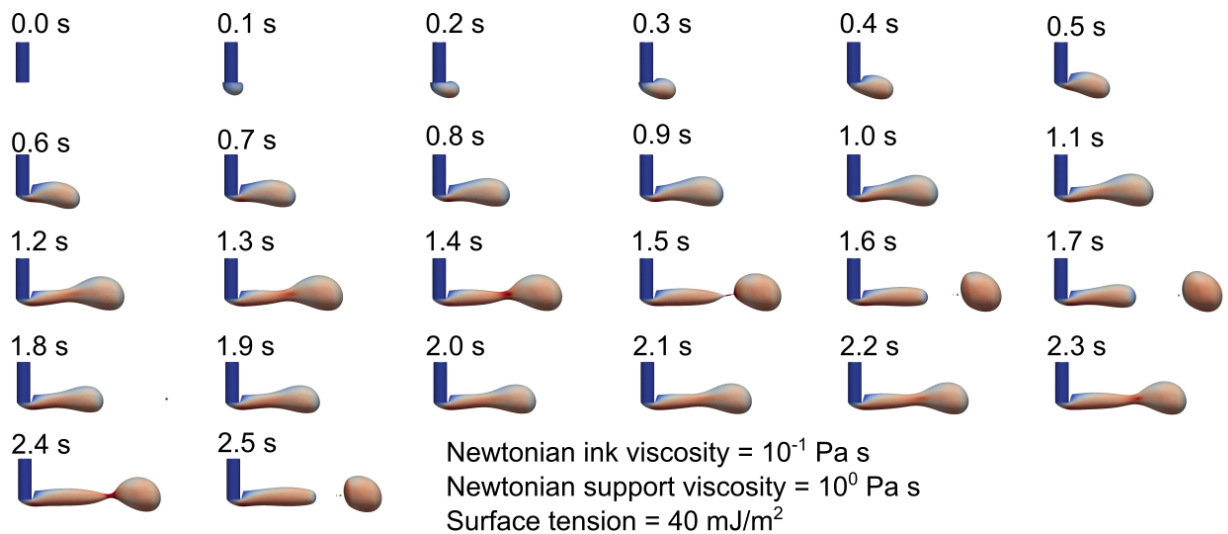 0.0 s 0.1 s 0.2 s 0.3 s 0.4 s 0.5 s
0.6 s 0.7 s 0.8 s 0.9 s 1.0 s 1.1 s
1.2 s 1.3 s 1.4 s 1.5 s 1.6 s 1.7 s
1.8 s 1.9 s 2.0 s 2.1 s 2.2 s 2.3 s
2.4 s 2.5 s
Newtonian ink viscosity = 10⁻¹ Pa s
Newtonian support viscosity = 10⁰ Pa s
Surface tension = 40 mJ/m²